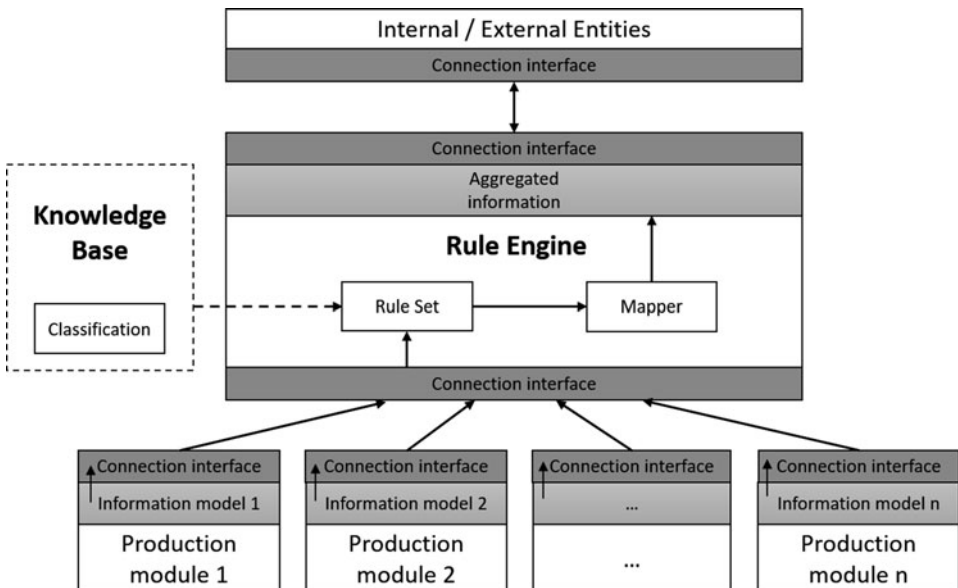 Internal / External Entities
Connection interface
Connection interface
Aggregated
information
Knowledge
Base
Classification
Rule Engine
Rule Set
Mapper
Connection interface
Connection interface
Information model 1
Production
module 1
Connection interface
Information model 2
Production
module 2
Connection interface
...
...
Connection interface
Information model n
Production
module n